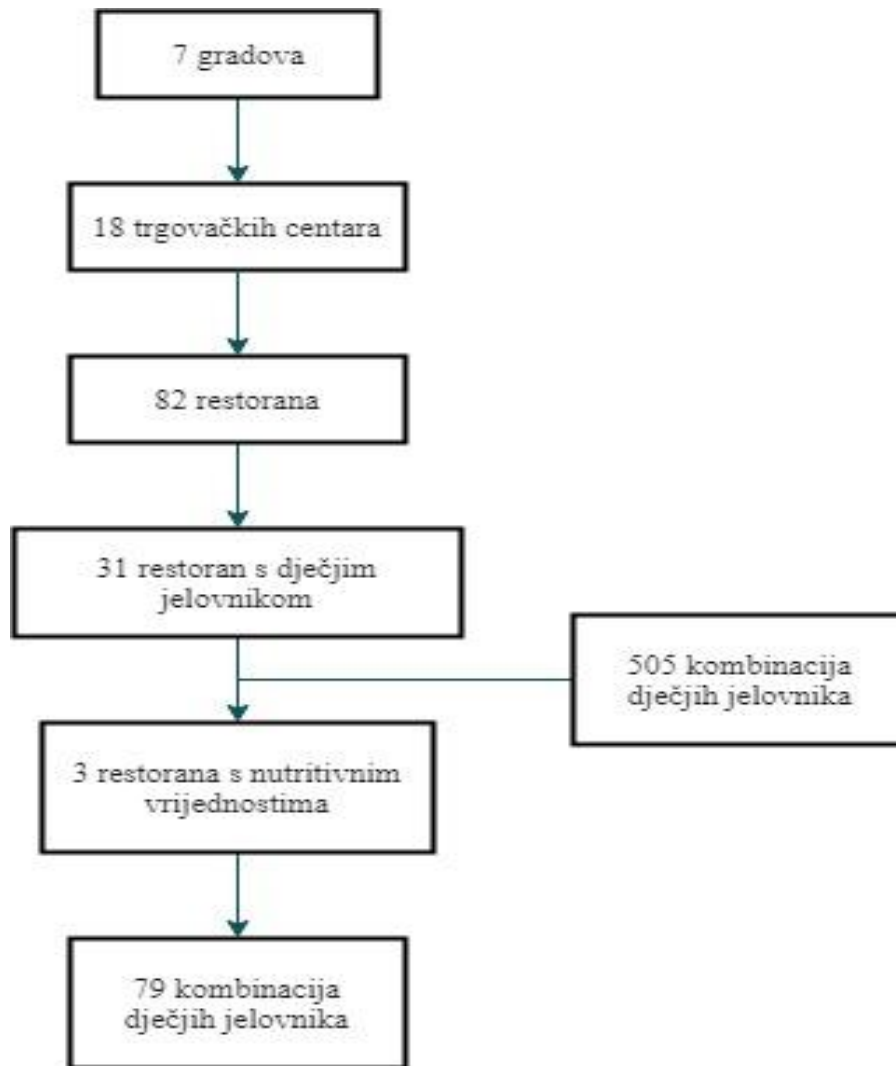 7 gradova
18 trgovačkih centara
82 restorana
31 restoran s dječjim
jelovnikom
505 kombinacija
dječjih jelovnika
3 restorana s nutritivnim
vrijednostima
79 kombinacija
dječjih jelovnika